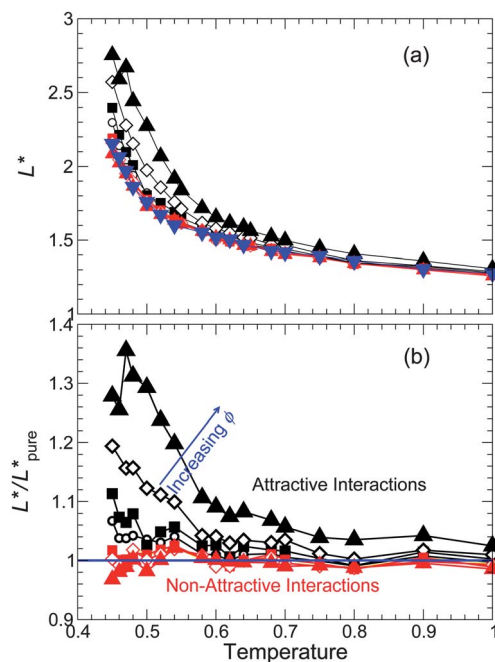 (a)
3
2.5
2
1.5
1
L*
(b)
1.4
1.3
1.2
1.1
1
0.9
L*/L*pure
Increasing ϕ
Attractive Interactions
Non-Attractive Interactions
0.4 0.5 0.6 0.7 0.8 0.9 1
Temperature